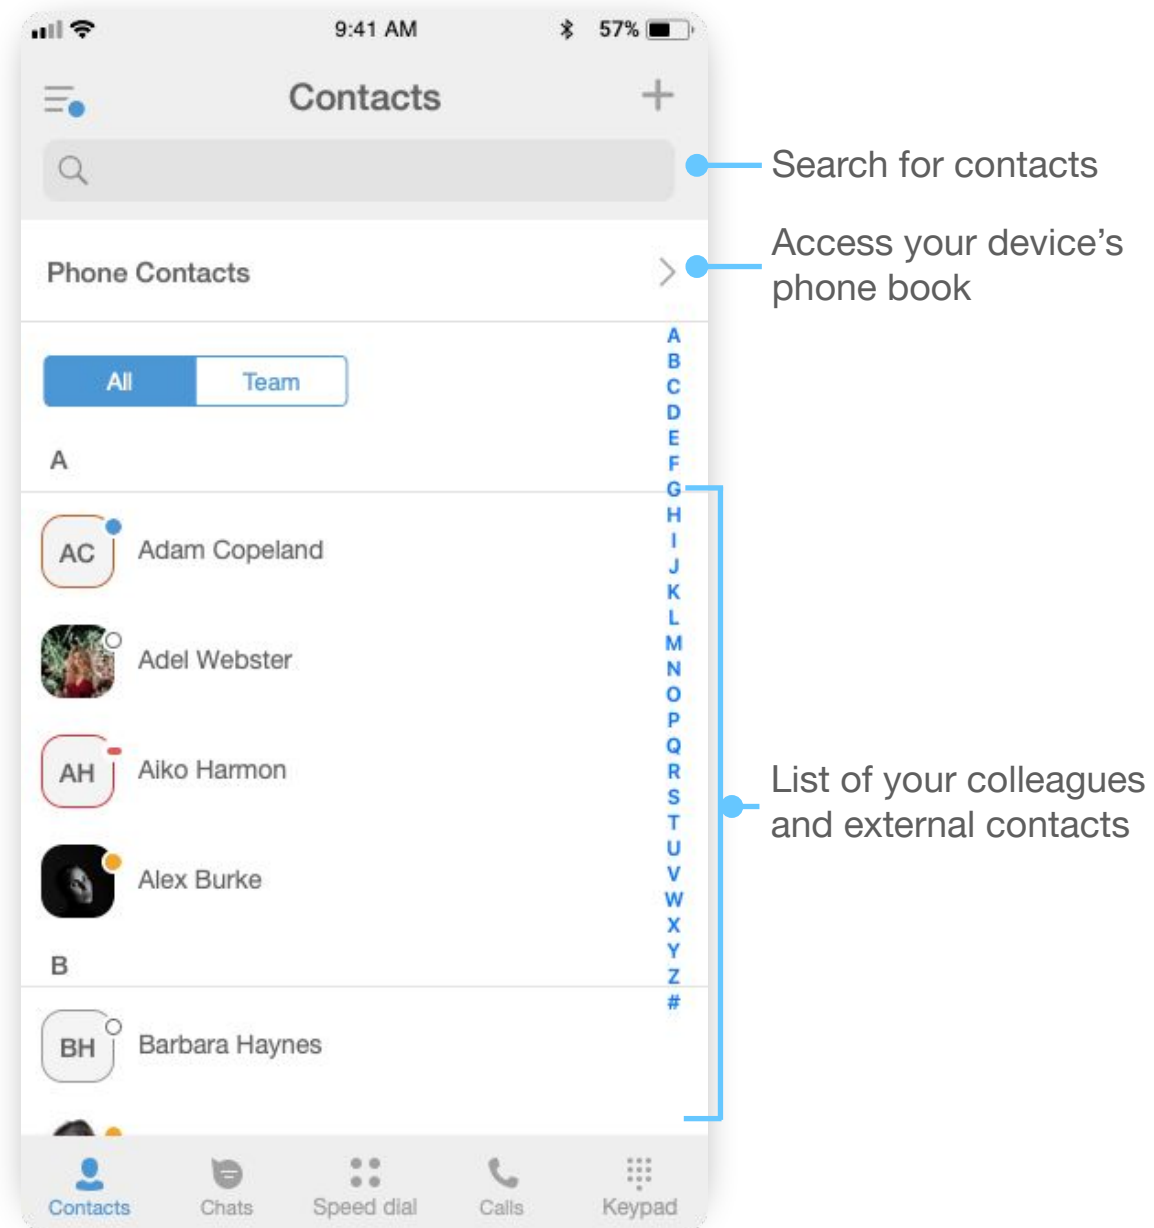 9:41 AM
57%
Contacts
Search for contacts
Access your device's
phone book
Phone Contacts
All
Team
A
B
C
D
E
F
G
H
I
J
K
L
M
N
O
P
Q
R
S
T
U
V
W
X
Y
Z
#
A
AC
Adam Copeland
Adel Webster
AH
Aiko Harmon
Alex Burke
List of your colleagues
and external contacts
B
BH
Barbara Haynes
Contacts
Chats
Speed dial
Calls
Keypad